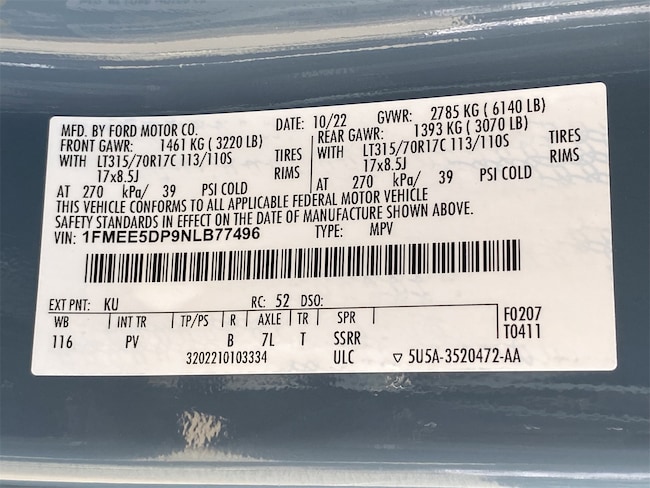 MFD. BY FORD MOTOR CO. DATE: 10/22 GVWR: 2785 KG ( 6140 LB)
FRONT GAWR: 1461 KG ( 3220 LB) REAR GAWR: 1393 KG ( 3070 LB)
WITH LT315/70R17C 113/110S TIRES WITH LT315/70R17C 113/110S TIRES
17x8.5J RIMS 17x8.5J RIMS
AT 270 kPa/ 39 PSI COLD AT 270 kPa/ 39 PSI COLD
THIS VEHICLE CONFORMS TO ALL APPLICABLE FEDERAL MOTOR VEHICLE
SAFETY STANDARDS IN EFFECT ON THE DATE OF MANUFACTURE SHOWN ABOVE.
VIN: 1FMEE5DP9NLB77496 TYPE: MPV
EXT PNT: KU RC: 52 DSO: F0207
WB INT TR TP/PS R AXLE TR SPR T0411
116 PV B 7L T SSRR
3202210103334 ULC ▽ 5U5A-3520472-AA